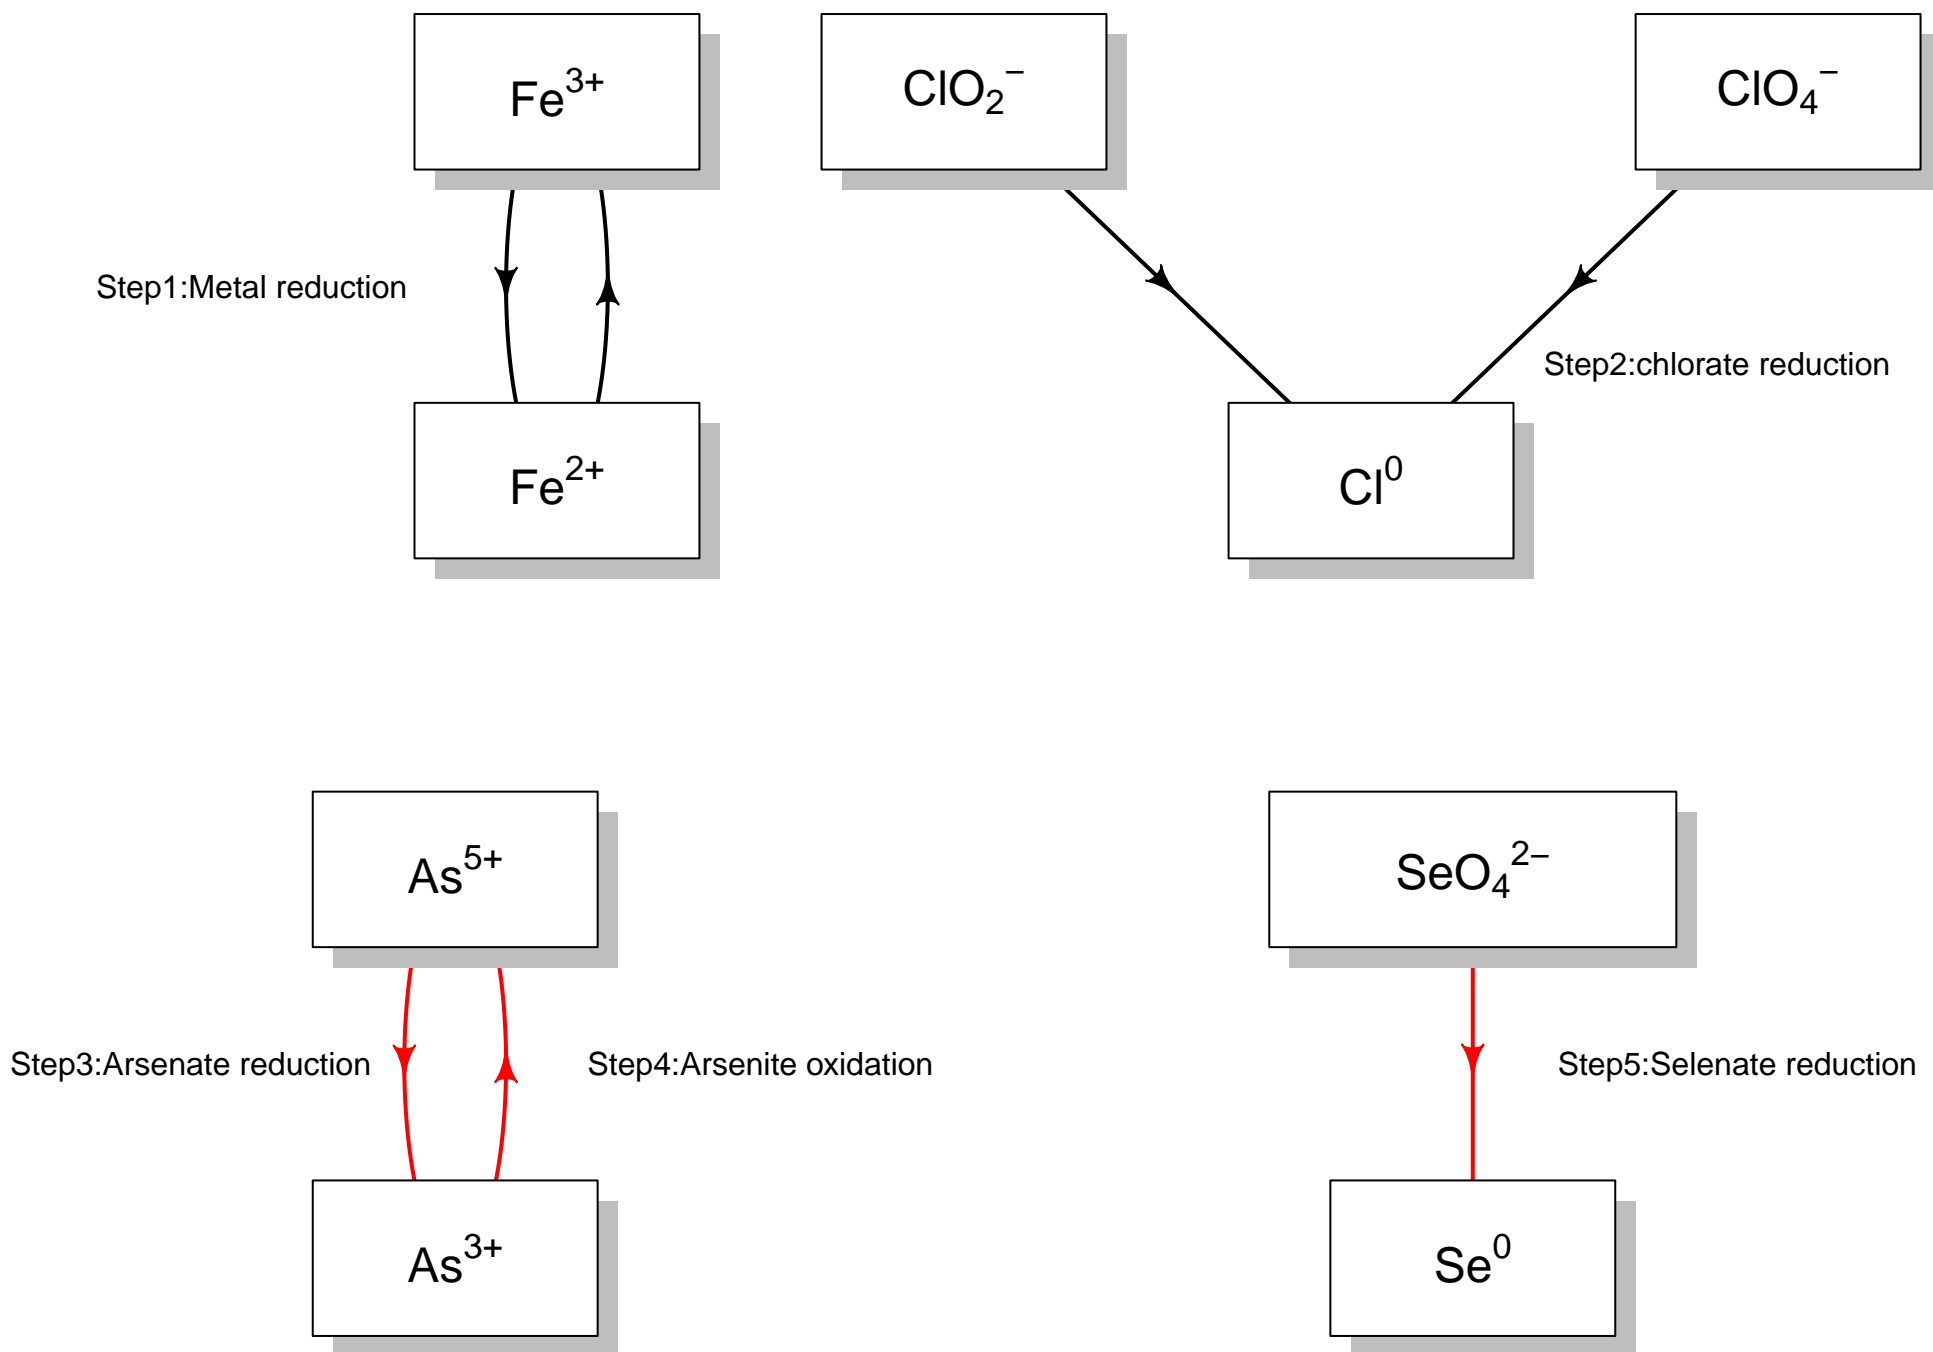 Fe³⁺
ClO₂⁻
ClO₄⁻
Step1:Metal reduction
Step2:chlorate reduction
Fe²⁺
Cl⁰
As⁵⁺
SeO₄²⁻
Step3:Arsenate reduction
Step4:Arsenite oxidation
Step5:Selenate reduction
As³⁺
Se⁰